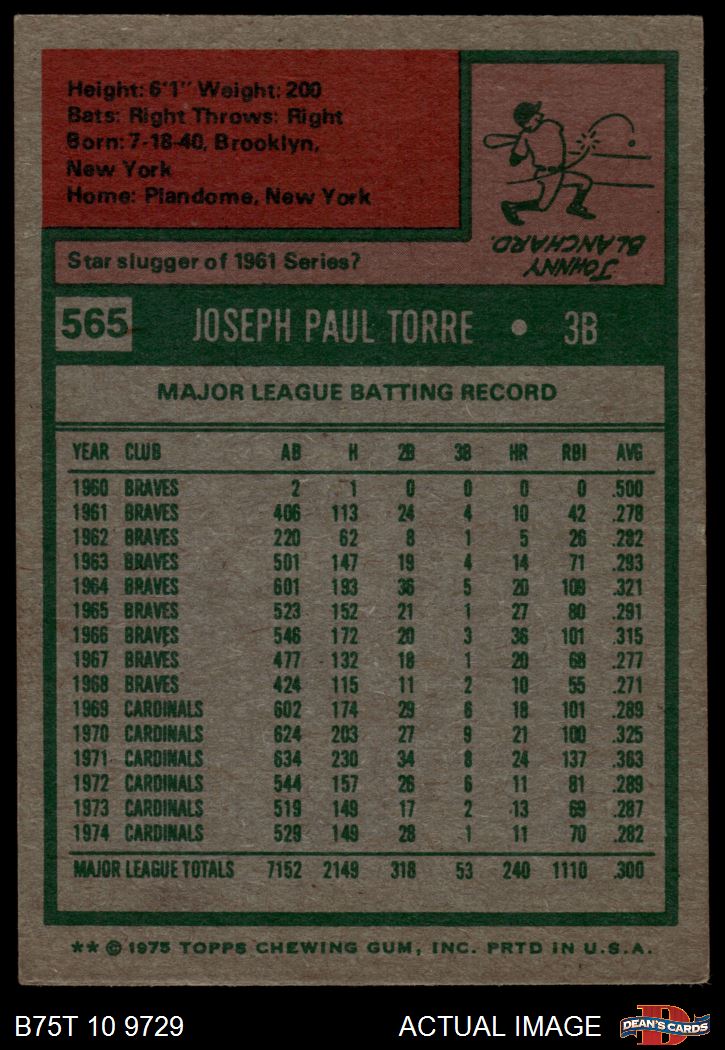 Height: 6'1" Weight: 200
Bats: Right Throws: Right
Born: 7-18-40, Brooklyn,
New York
Home: Plandome, New York
Star slugger of 1961 Series?
JOHNNY
BLANCHARD.
565 JOSEPH PAUL TORRE • 3B
MAJOR LEAGUE BATTING RECORD
YEAR CLUB AB H 2B 3B HR RBI AVG
1960 BRAVES 2 1 0 0 0 0 .500
1961 BRAVES 406 113 24 4 10 42 .278
1962 BRAVES 220 62 8 1 5 26 .282
1963 BRAVES 501 147 19 4 14 71 .293
1964 BRAVES 601 193 36 5 20 109 .321
1965 BRAVES 523 152 21 1 27 80 .291
1966 BRAVES 546 172 20 3 36 101 .315
1967 BRAVES 477 132 18 1 20 68 .277
1968 BRAVES 424 115 11 2 10 55 .271
1969 CARDINALS 602 174 29 6 18 101 .289
1970 CARDINALS 624 203 27 9 21 100 .325
1971 CARDINALS 634 230 34 8 24 137 .363
1972 CARDINALS 544 157 26 6 11 81 .289
1973 CARDINALS 519 149 17 2 13 69 .287
1974 CARDINALS 529 149 28 1 11 70 .282
MAJOR LEAGUE TOTALS 7152 2149 318 53 240 1110 .300
** © 1975 TOPPS CHEWING GUM, INC. PRTD IN U.S.A.
B75T 10 9729 ACTUAL IMAGE
D
DEAN'S CARDS